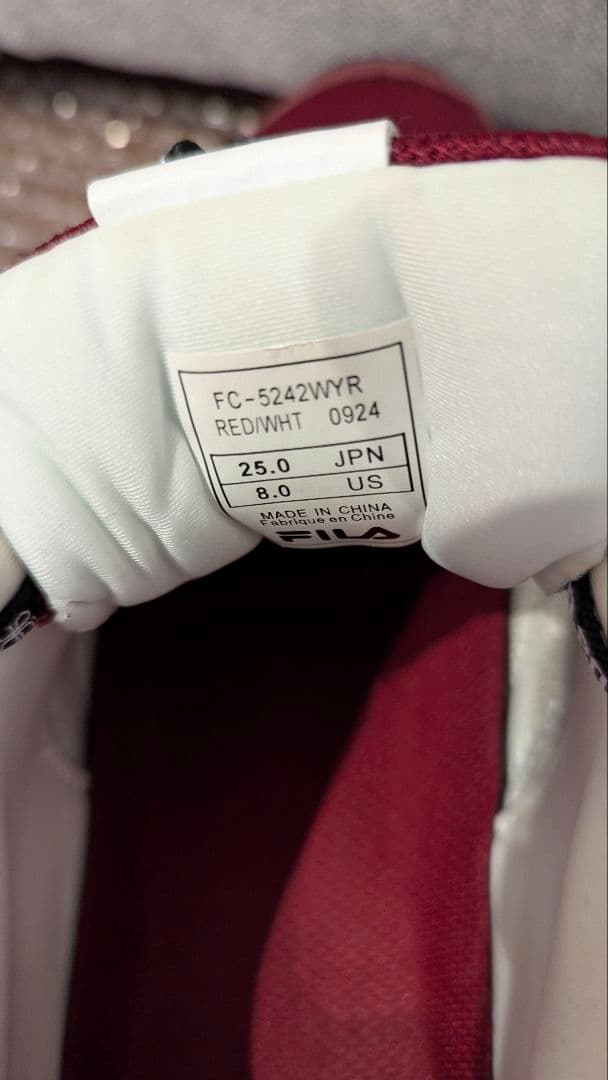 FC-5242WYR
RED/WHT 0924
25.0 JPN
8.0 US
MADE IN CHINA
Fabrique en Chine
FILA